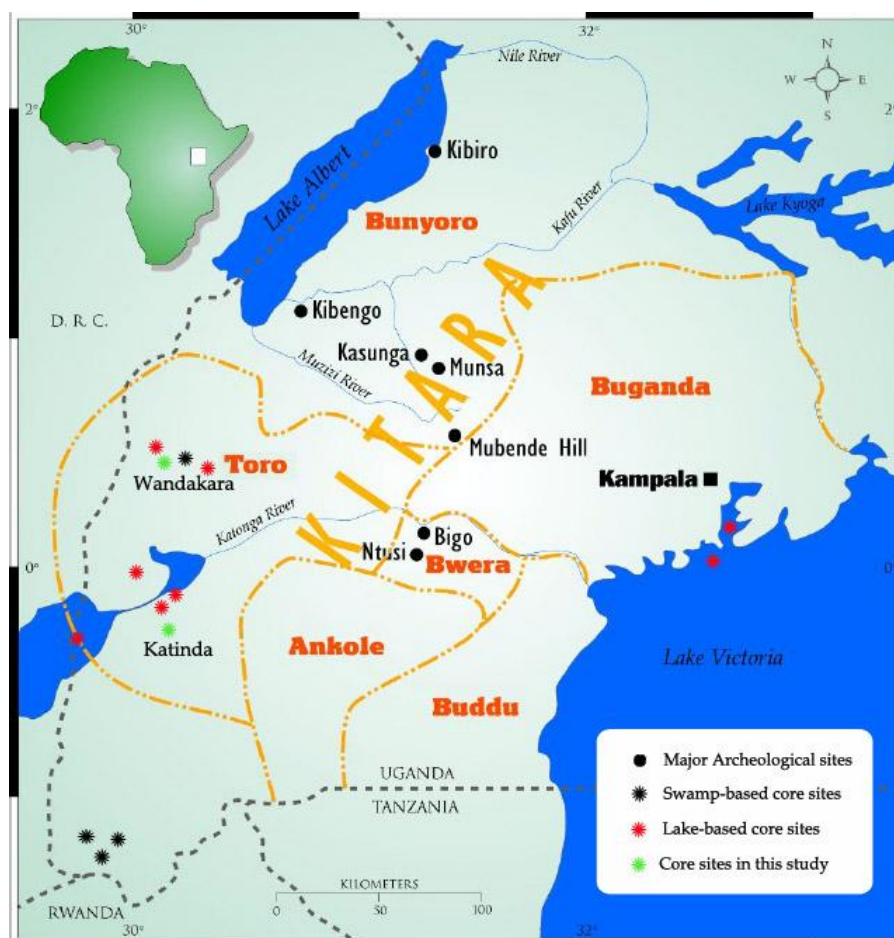 30°
32°
2°
2°
N
W
E
S
Nile River
Lake Albert
Kibiro
Kafu River
Lake Kyoga
Bunyoro
D. R. C.
Kibengo
KITARA
Kasunga
Munsa
Muzizi River
Buganda
Mubende Hill
Toro
Wandakara
Kampala
Katonga River
Bigo
Ntusi
Bwera
0°
0°
Katinda
Ankole
Lake Victoria
Buddu
UGANDA
TANZANIA
Major Archeological sites
Swamp-based core sites
Lake-based core sites
Core sites in this study
KILOMETERS
0 50 100
RWANDA
30°
32°